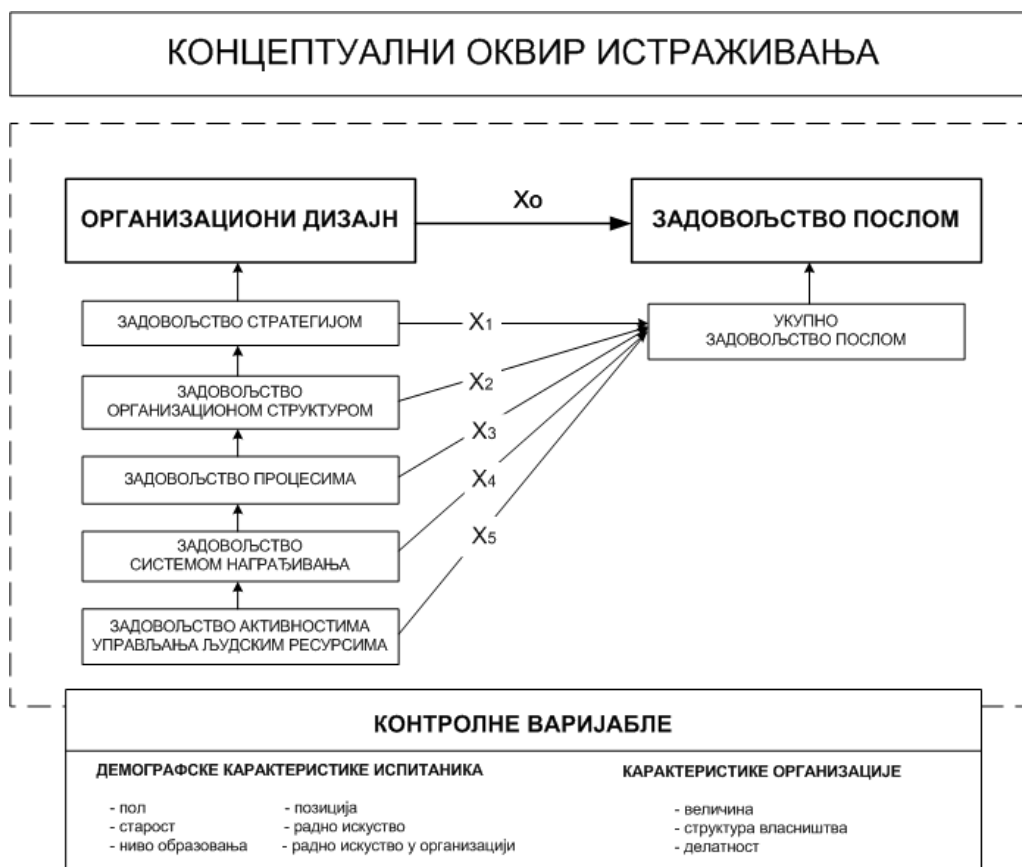 КОНЦЕПТУАЛНИ ОКВИР ИСТРАЖИВАЊА
ОРГАНИЗАЦИОНИ ДИЗАЈН
Xo
ЗАДОВОЉСТВО ПОСЛОМ
ЗАДОВОЉСТВО СТРАТЕГИЈОМ
X1
УКУПНО
ЗАДОВОЉСТВО ПОСЛОМ
ЗАДОВОЉСТВО
ОРГАНИЗАЦИОНОМ СТРУКТУРОМ
X2
ЗАДОВОЉСТВО ПРОЦЕСИМА
X3
X4
ЗАДОВОЉСТВО
СИСТЕМОМ НАГРАЂИВАЊА
X5
ЗАДОВОЉСТВО АКТИВНОСТИМА
УПРАВЉАЊА ЉУДСКИМ РЕСУРСИМА
КОНТРОЛНЕ ВАРИЈАБЛЕ
ДЕМОГРАФСКЕ КАРАКТЕРИСТИКЕ ИСПИТАНИКА
- пол
- старост
- ниво образовања
- позиција
- радно искуство
- радно искуство у организацији
КАРАКТЕРИСТИКЕ ОРГАНИЗАЦИЈЕ
- величина
- структура власништва
- делатност